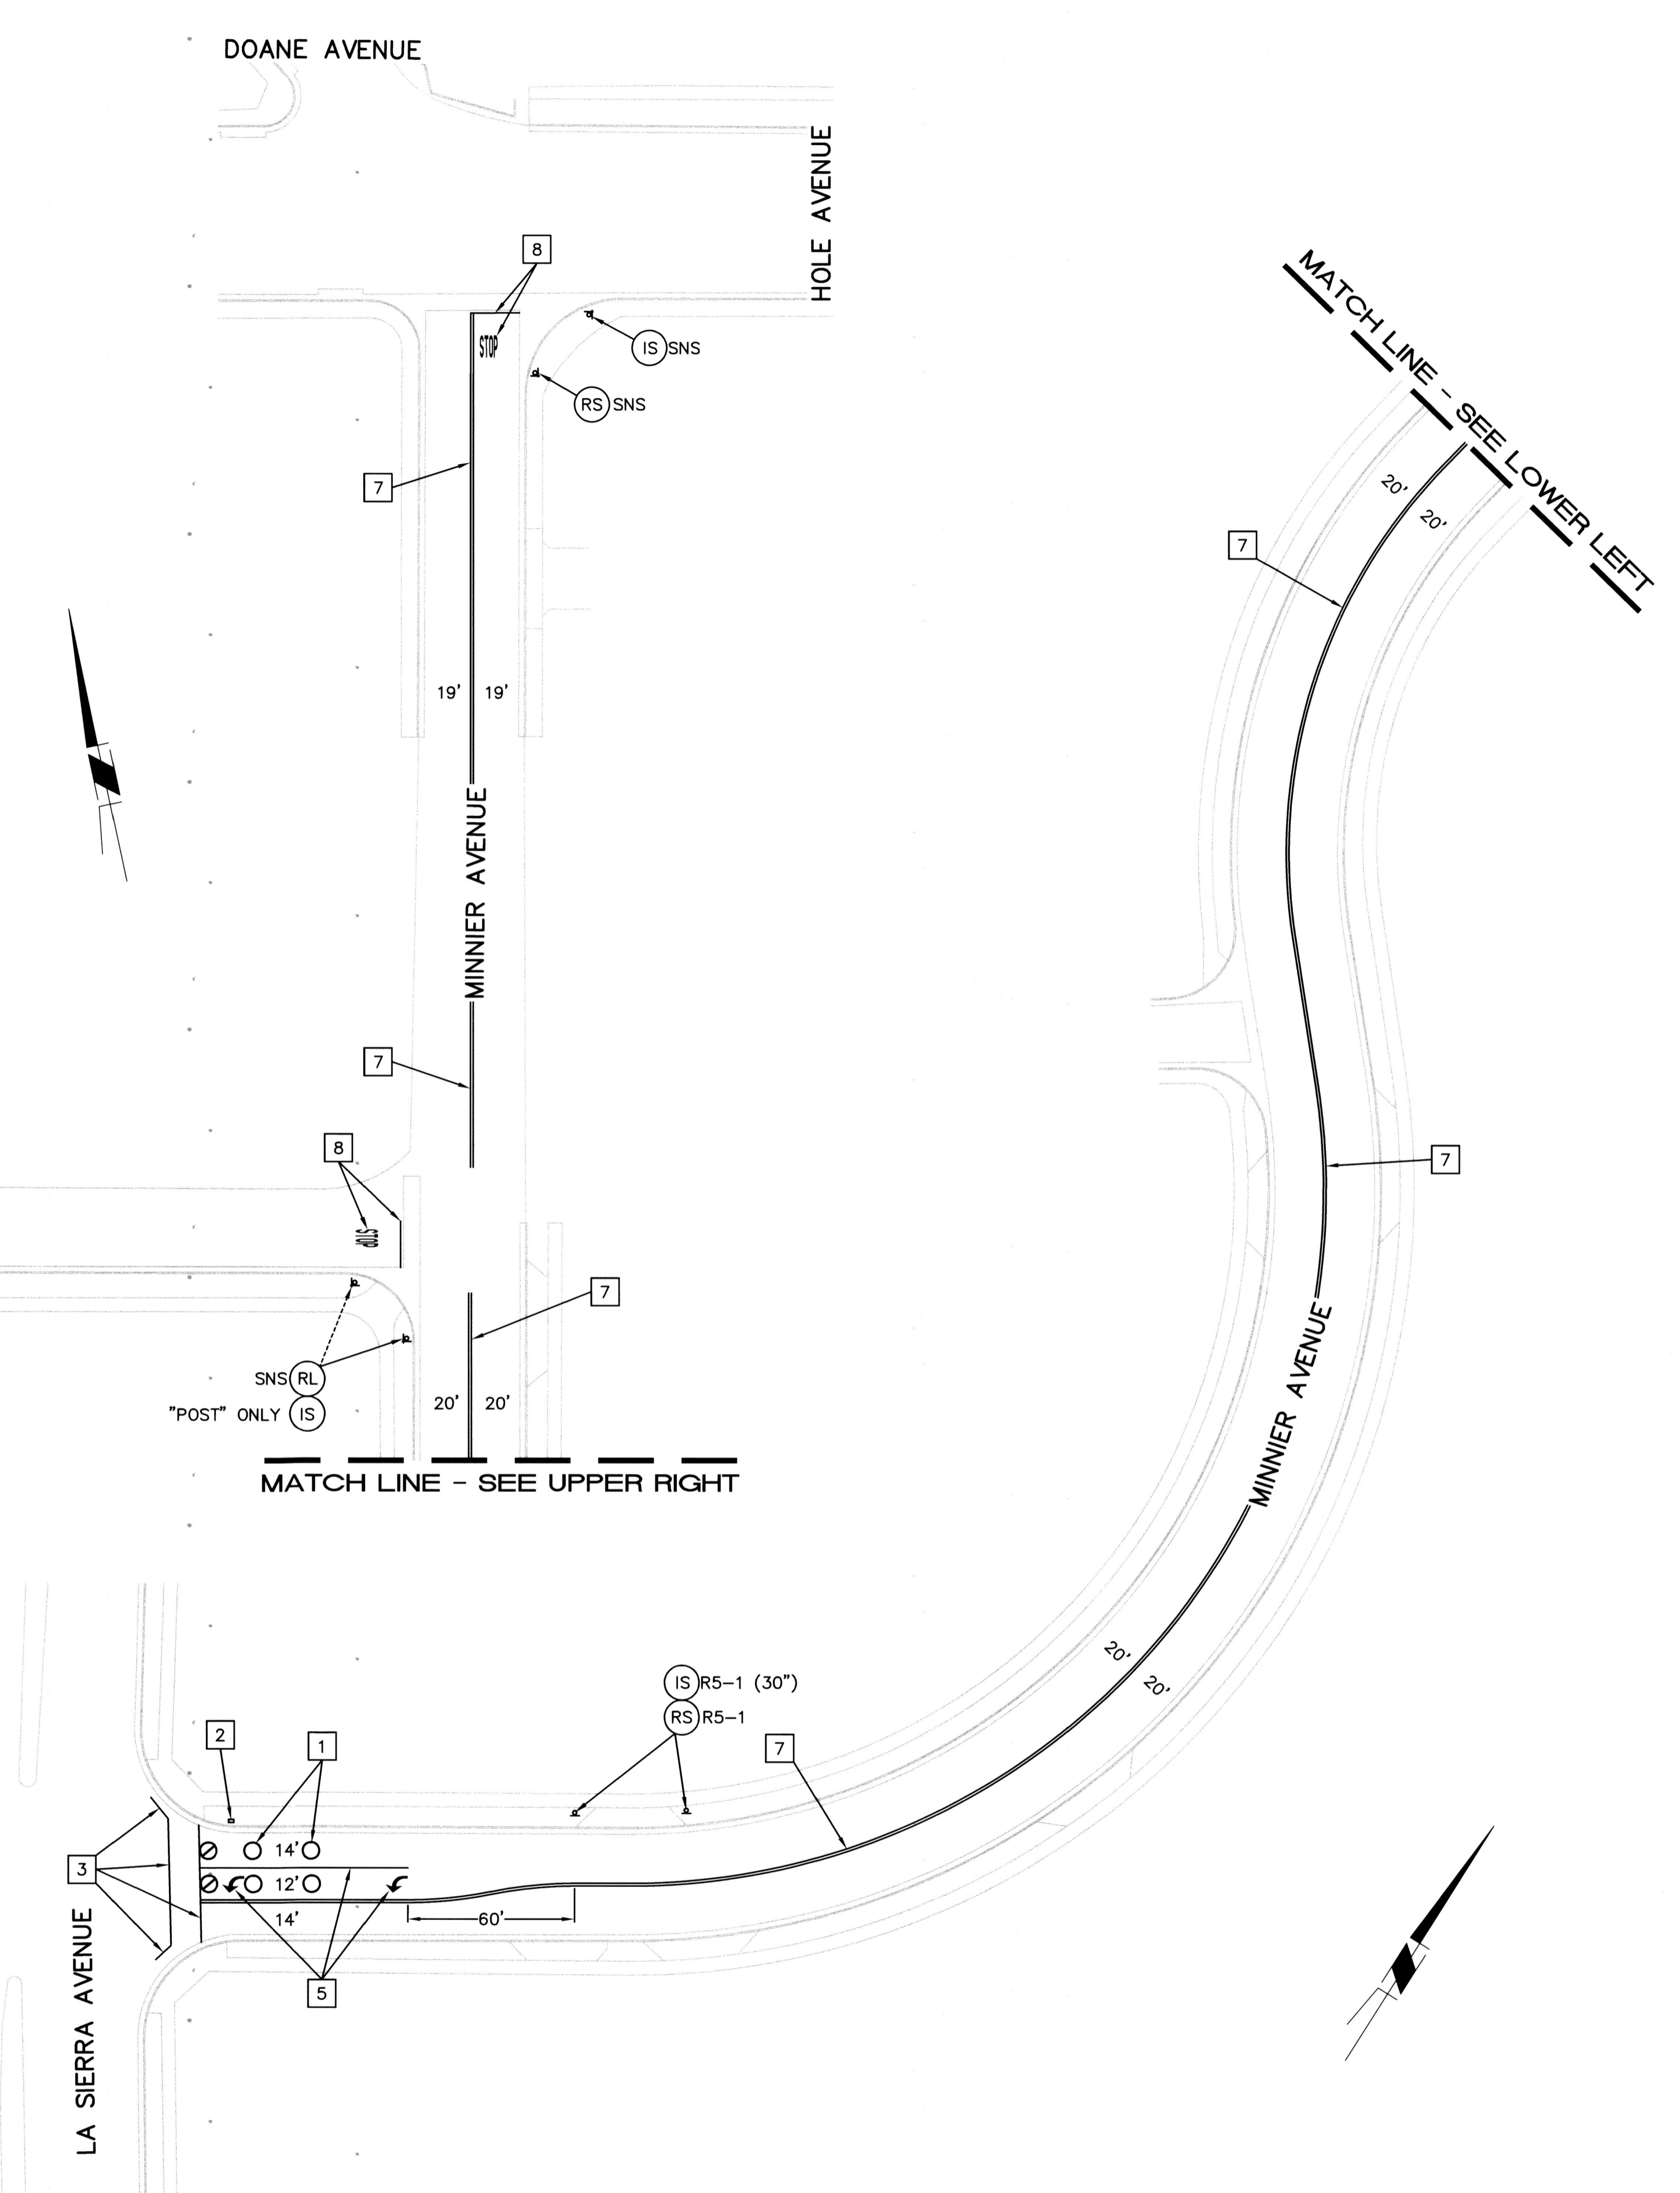 DOANE AVENUE
HOLE AVENUE
8
STOP
IS SNS
RS SNS
7
19' 19'
MINNIER AVENUE
7
8
STOP
7
SNS RL
"POST" ONLY IS
20' 20'
MATCH LINE - SEE UPPER RIGHT
MATCH LINE - SEE LOWER LEFT
20'
20'
7
7
MINNIER AVENUE
20'
20'
IS R5-1 (30")
RS R5-1
7
2
1
14'
12'
14'
60'
3
5
LA SIERRA AVENUE